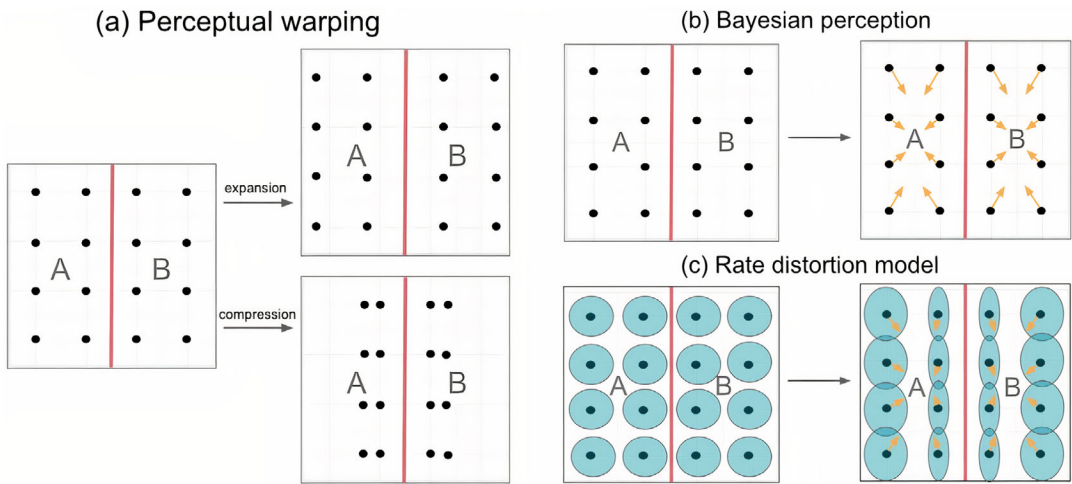 (a) Perceptual warping
A B
expansion
A B
compression
A B
(b) Bayesian perception
A B
A B
(c) Rate distortion model
A B
A B